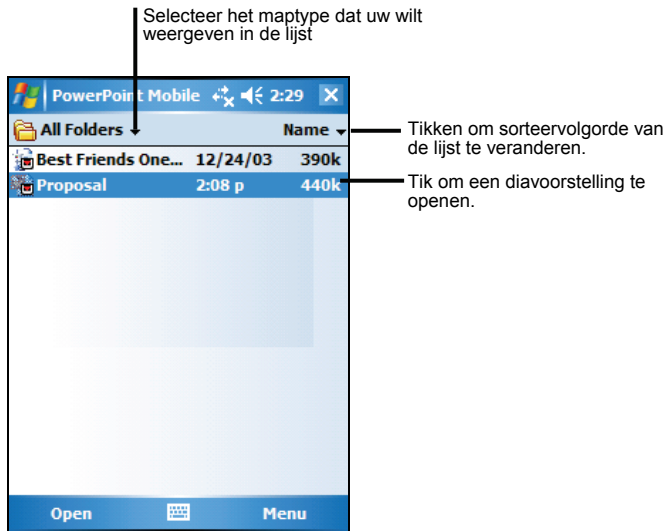 Selecteer het maptype dat uw wilt
weergeven in de lijst
PowerPoint Mobile 2:29
All Folders Name
Best Friends One... 12/24/03 390k
Proposal 2:08 p 440k
Tikken om sorteervolgorde van
de lijst te veranderen.
Tik om een diavoorstelling te
openen.
Open Menu